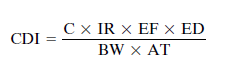 CDI = C × IR × EF × ED
BW × AT